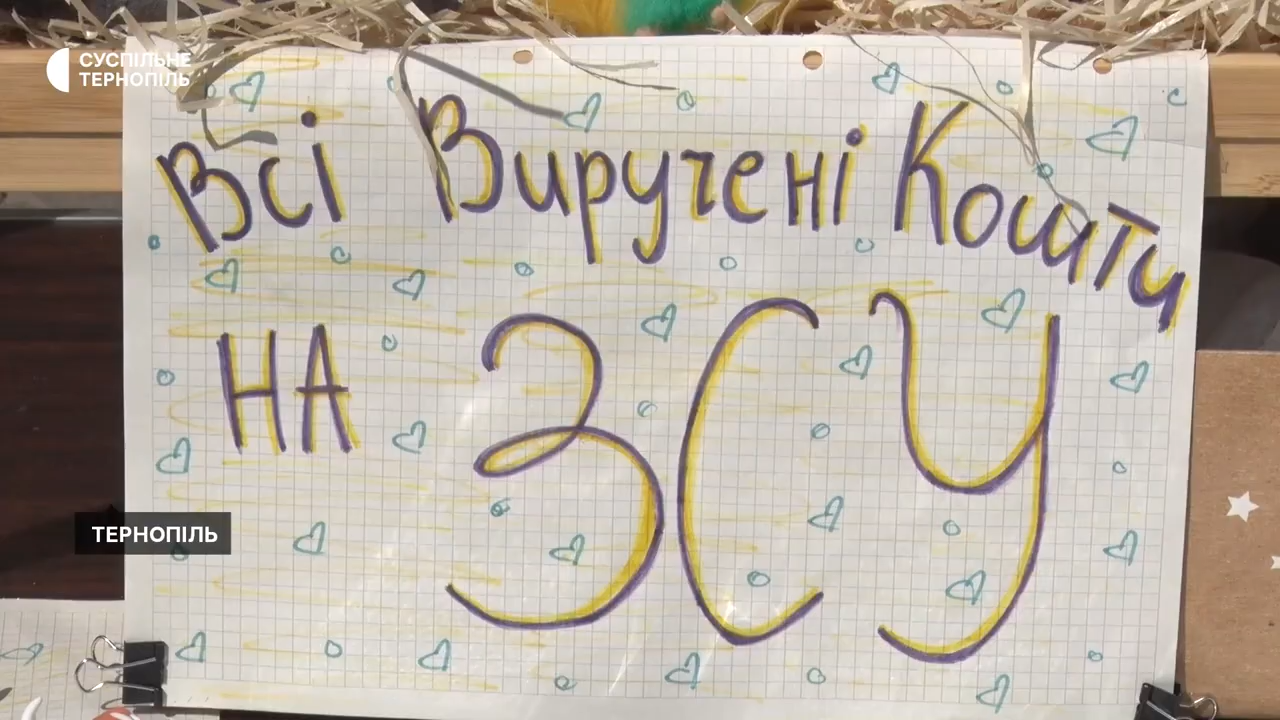 СУСПІЛЬНЕ
ТЕРНОПІЛЬ
Всі Виручені Кошти
НА ЗСУ
ТЕРНОПІЛЬ